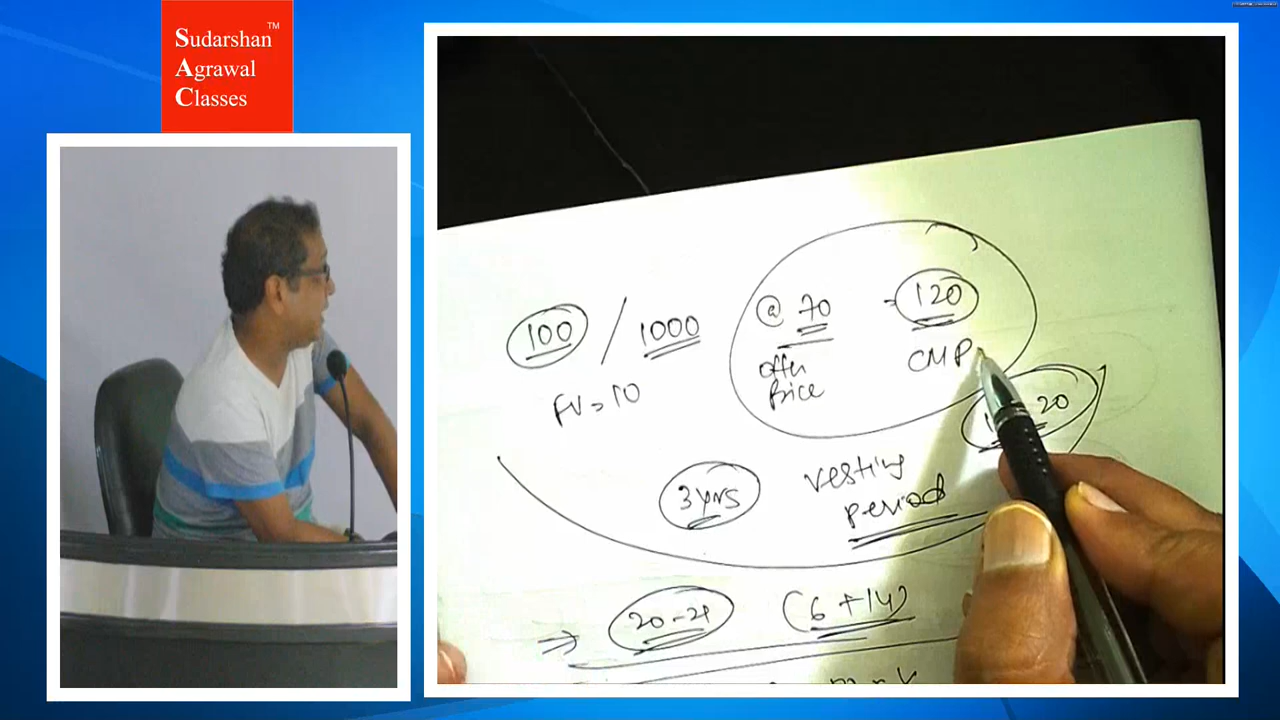 Sudarshan™
Agrawal
Classes
100 / 1000 @ 70 = 120
FV = 10 offer CMP
price
20
3 yrs vesting
period
⇒ 20-21 (6 + 14)